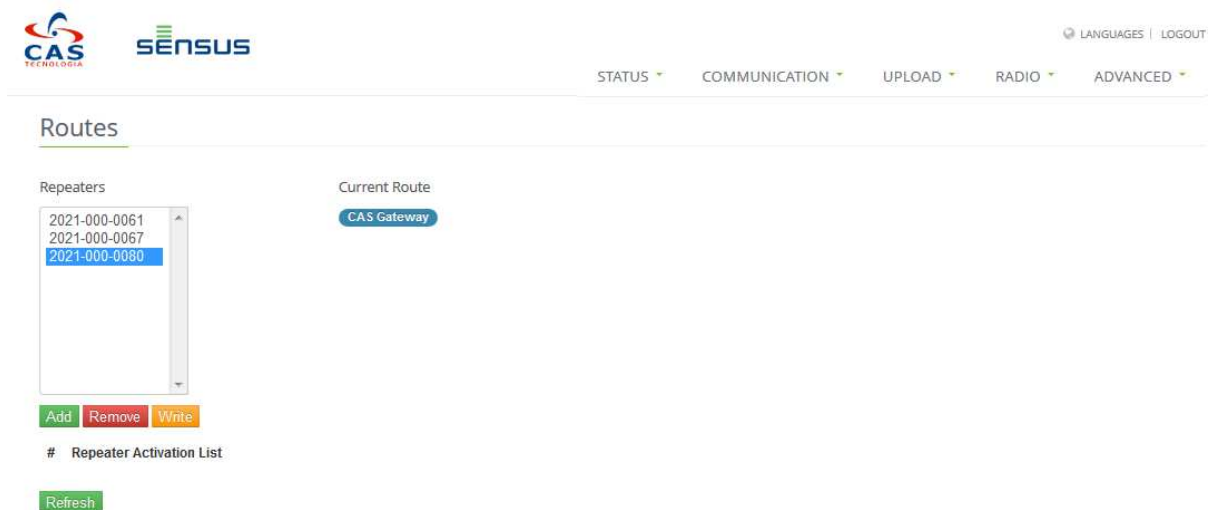 CAS
TECNOLOGIA
sensus
LANGUAGES | LOGOUT
STATUS COMMUNICATION UPLOAD RADIO ADVANCED
Routes
Repeaters
Current Route
2021-000-0061
2021-000-0067
2021-000-0080
CAS Gateway
Add Remove Write
# Repeater Activation List
Refresh